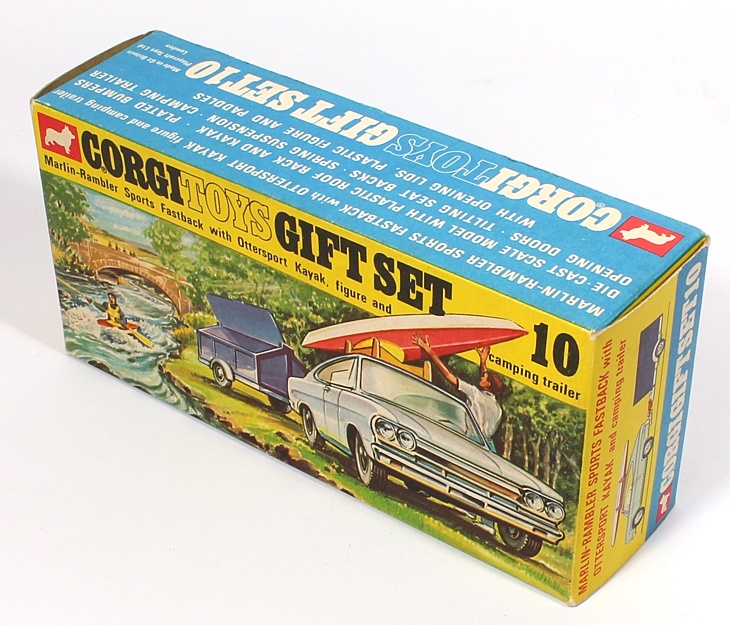 CORGI TOYS GIFT SET 10
Marlin-Rambler Sports Fastback with Ottersport Kayak, figure and camping trailer
CORGI TOYS GIFT SET 10
Made in Gt. Britain
Playcraft Toys Ltd
London
MARLIN-RAMBLER SPORTS FASTBACK with OTTERSPORT KAYAK figure and camping trailer
DIE CAST SCALE MODEL WITH PLASTIC ROOF RACK AND KAYAK · PLATED BUMPERS
OPENING DOORS · TILTING SEAT BACKS · SPRING SUSPENSION · CAMPING TRAILER
WITH OPENING LIDS PLASTIC FIGURE AND PADDLES
MARLIN-RAMBLER SPORTS FASTBACK with
OTTERSPORT KAYAK and camping trailer
CORGI GIFT SET 10